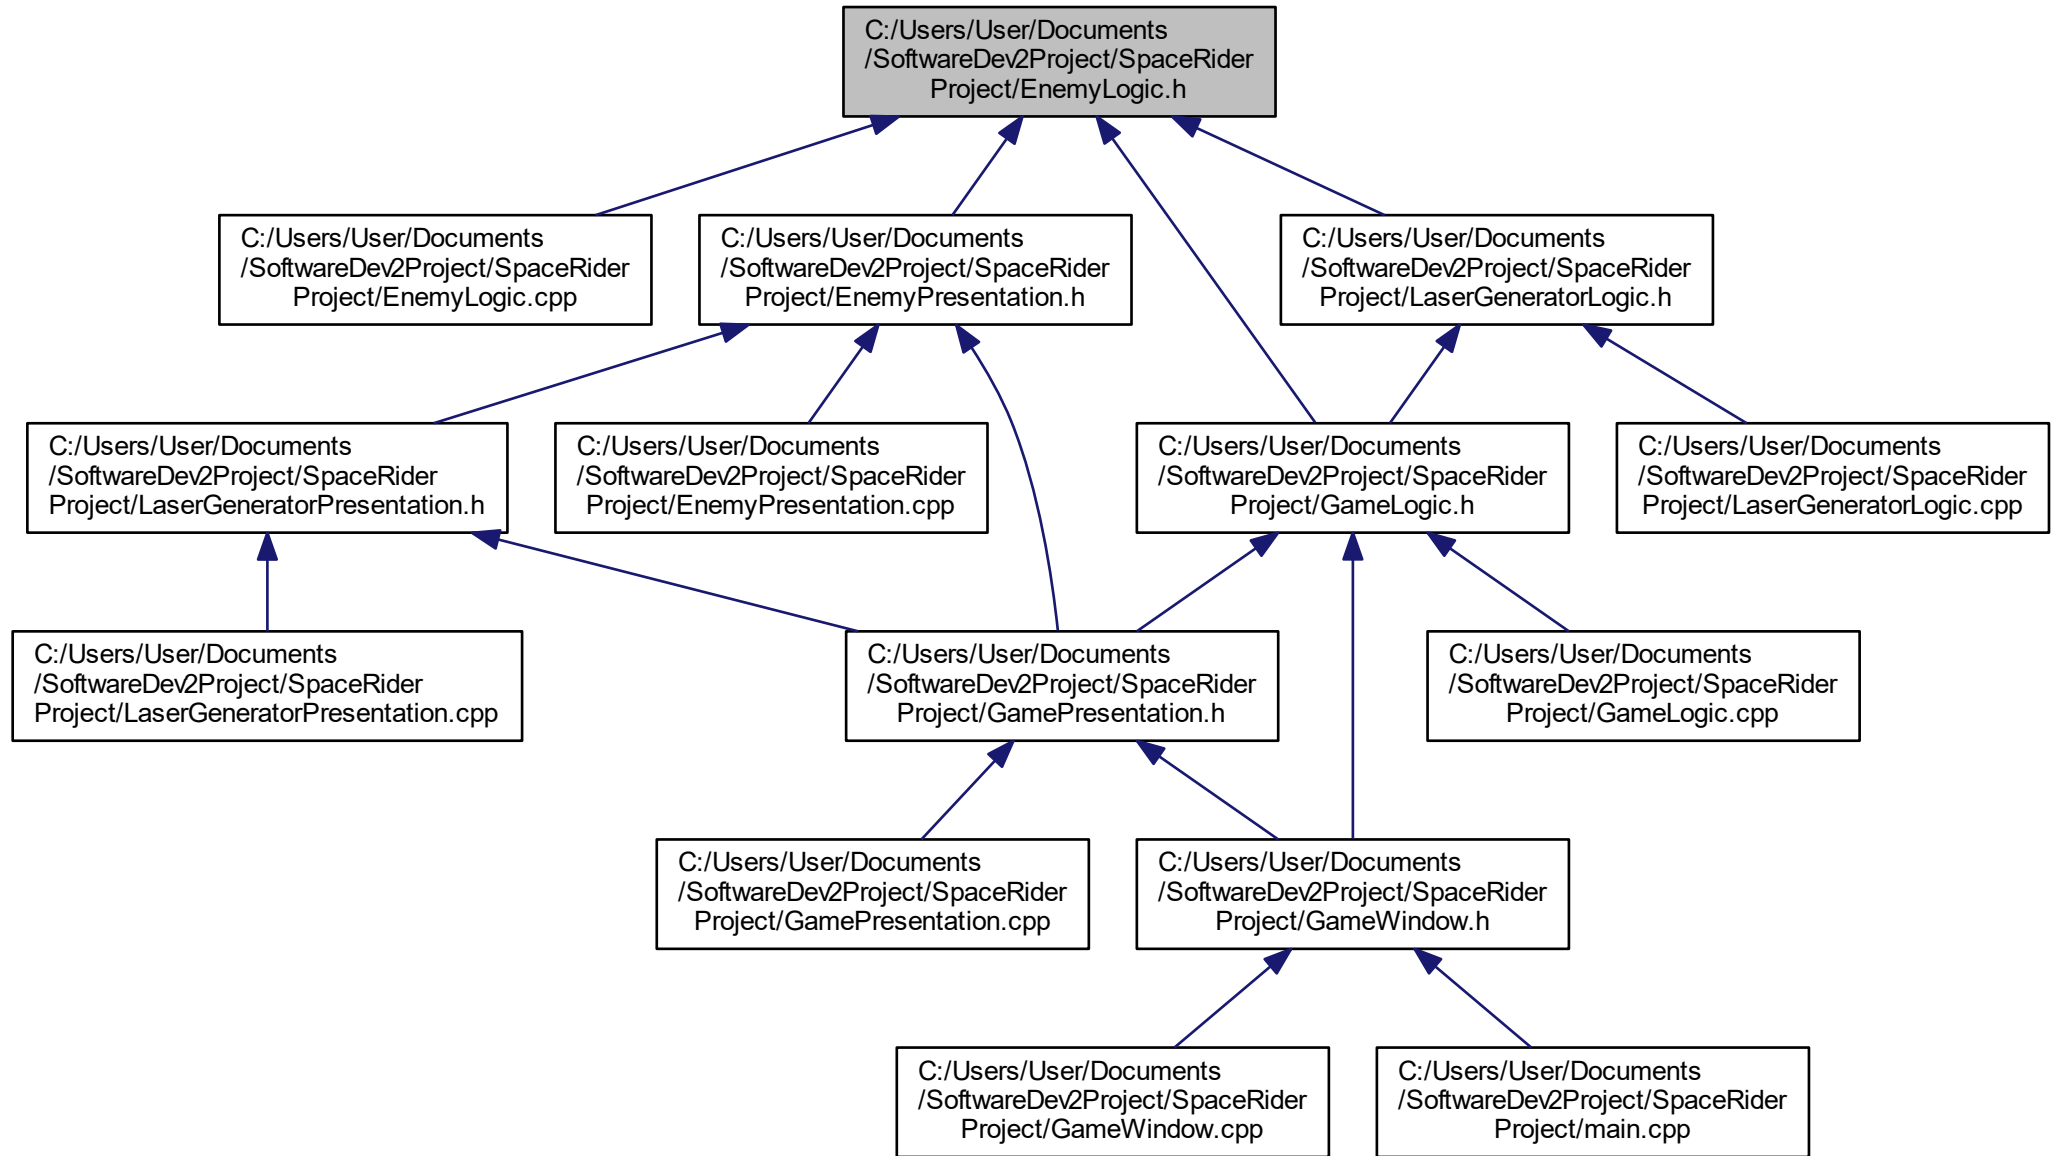 C:/Users/User/Documents
/SoftwareDev2Project/SpaceRider
Project/EnemyLogic.h
C:/Users/User/Documents
/SoftwareDev2Project/SpaceRider
Project/EnemyLogic.cpp
C:/Users/User/Documents
/SoftwareDev2Project/SpaceRider
Project/EnemyPresentation.h
C:/Users/User/Documents
/SoftwareDev2Project/SpaceRider
Project/LaserGeneratorLogic.h
C:/Users/User/Documents
/SoftwareDev2Project/SpaceRider
Project/LaserGeneratorPresentation.h
C:/Users/User/Documents
/SoftwareDev2Project/SpaceRider
Project/EnemyPresentation.cpp
C:/Users/User/Documents
/SoftwareDev2Project/SpaceRider
Project/GameLogic.h
C:/Users/User/Documents
/SoftwareDev2Project/SpaceRider
Project/LaserGeneratorLogic.cpp
C:/Users/User/Documents
/SoftwareDev2Project/SpaceRider
Project/LaserGeneratorPresentation.cpp
C:/Users/User/Documents
/SoftwareDev2Project/SpaceRider
Project/GamePresentation.h
C:/Users/User/Documents
/SoftwareDev2Project/SpaceRider
Project/GameLogic.cpp
C:/Users/User/Documents
/SoftwareDev2Project/SpaceRider
Project/GamePresentation.cpp
C:/Users/User/Documents
/SoftwareDev2Project/SpaceRider
Project/GameWindow.h
C:/Users/User/Documents
/SoftwareDev2Project/SpaceRider
Project/GameWindow.cpp
C:/Users/User/Documents
/SoftwareDev2Project/SpaceRider
Project/main.cpp